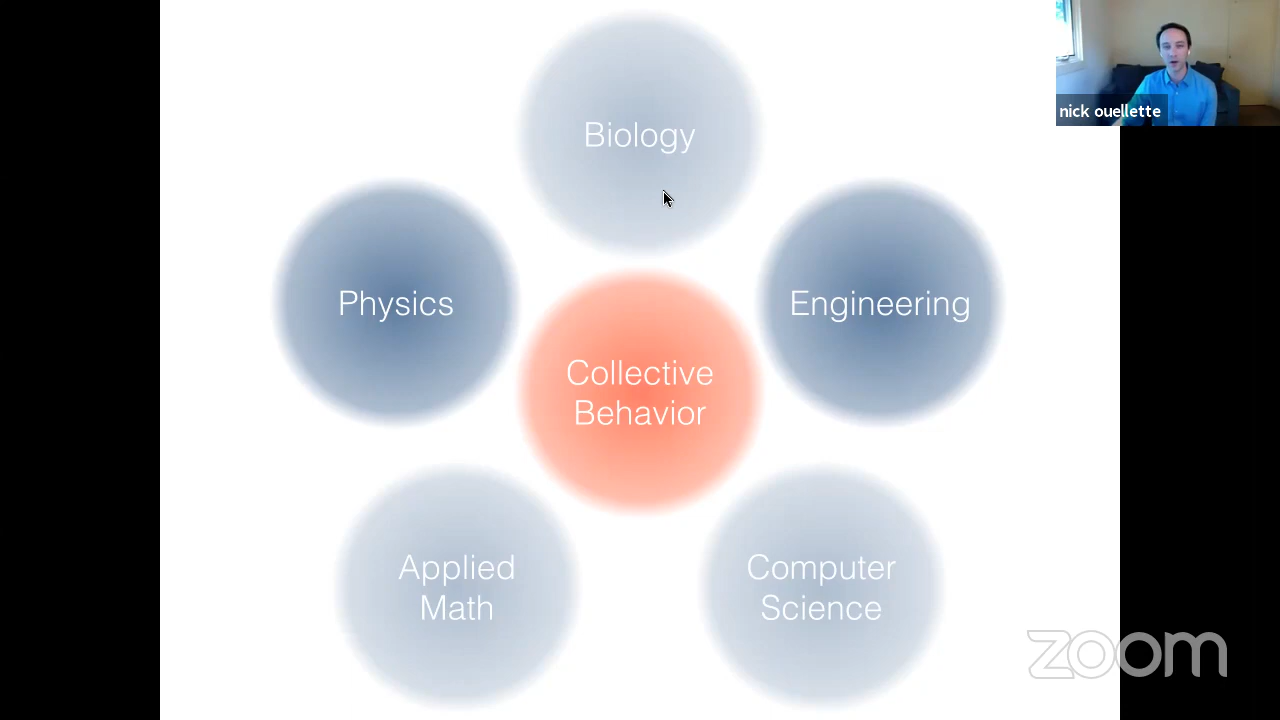 Biology
nick ouellette
Physics
Engineering
Collective
Behavior
Applied
Math
Computer
Science
zoom